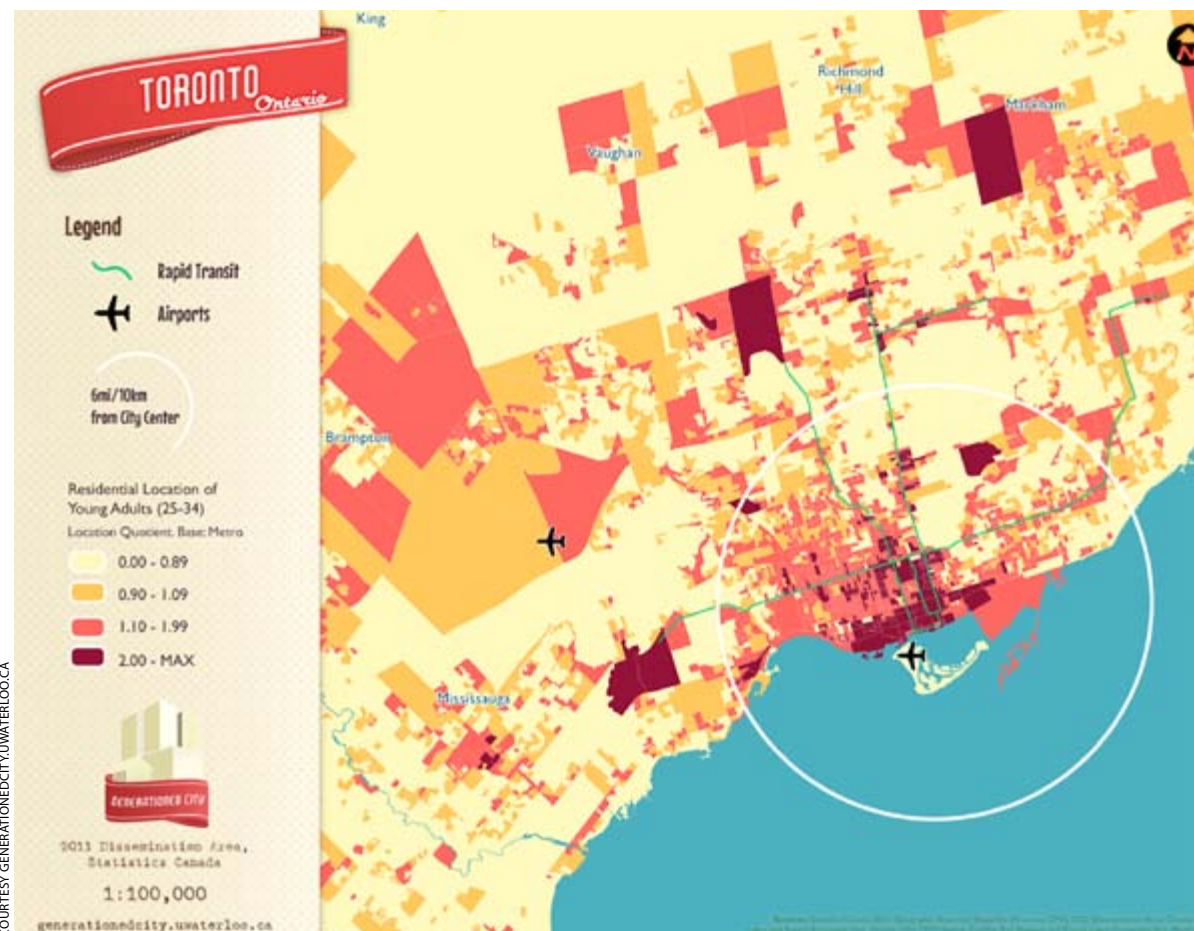 TORONTO
Ontario
Legend
Rapid Transit
Airports
6mi/10km
from City Center
Residential Location of
Young Adults (25-34)
Location Quotient. Base: Metro
0.00 - 0.89
0.90 - 1.09
1.10 - 1.99
2.00 - MAX
GENERATIONED CITY
2011 Dissemination Area,
Statistics Canada
1:100,000
generationedcity.uwaterloo.ca
COURTESY GENERATIONEDCITY.UWATERLOO.CA
King
Richmond
Hill
Markham
Vaughan
Brampton
Mississauga
N